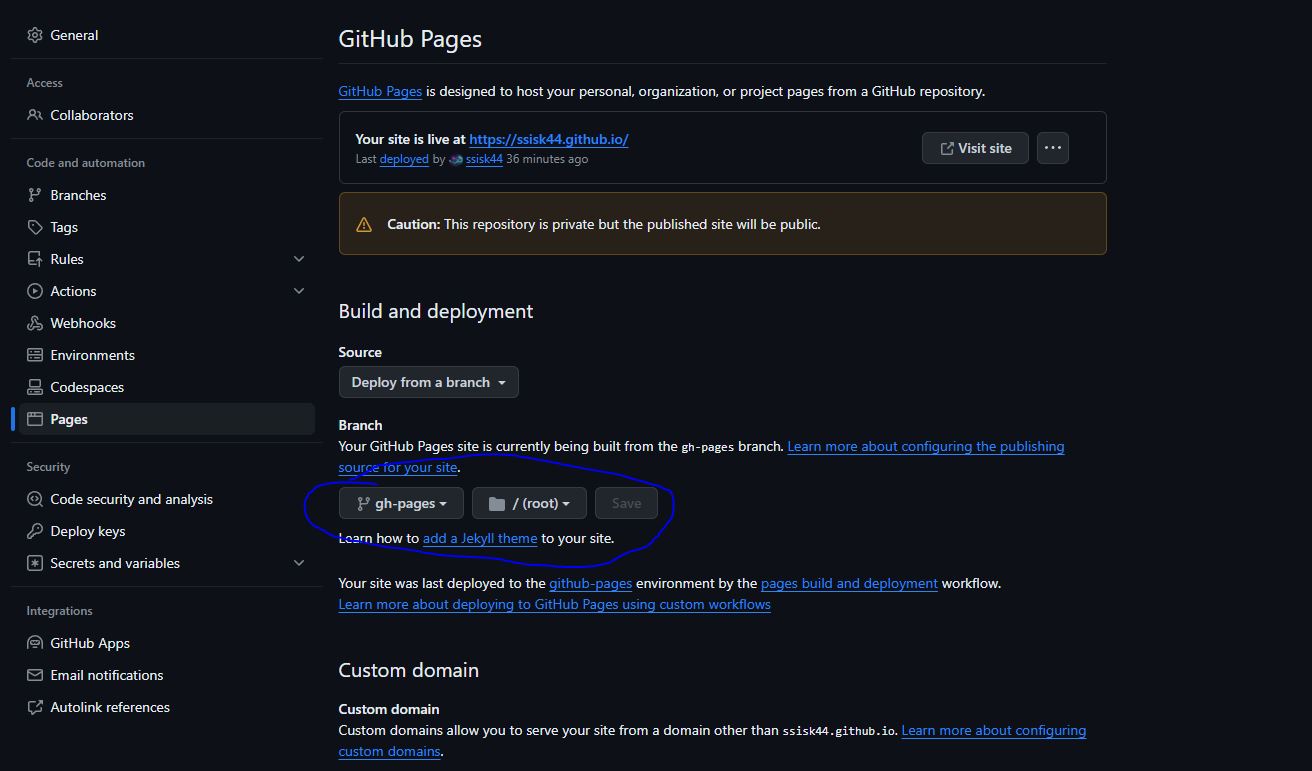 General
Access
Collaborators
Code and automation
Branches
Tags
Rules
Actions
Webhooks
Environments
Codespaces
Pages
Security
Code security and analysis
Deploy keys
Secrets and variables
Integrations
GitHub Apps
Email notifications
Autolink references
GitHub Pages
GitHub Pages is designed to host your personal, organization, or project pages from a GitHub repository.
Your site is live at https://ssisk44.github.io/
Last deployed by ssisk44 36 minutes ago
Visit site
Caution: This repository is private but the published site will be public.
Build and deployment
Source
Deploy from a branch
Branch
Your GitHub Pages site is currently being built from the gh-pages branch. Learn more about configuring the publishing
source for your site.
gh-pages / (root) Save
Learn how to add a Jekyll theme to your site.
Your site was last deployed to the github-pages environment by the pages build and deployment workflow.
Learn more about deploying to GitHub Pages using custom workflows
Custom domain
Custom domain
Custom domains allow you to serve your site from a domain other than ssisk44.github.io. Learn more about configuring
custom domains.